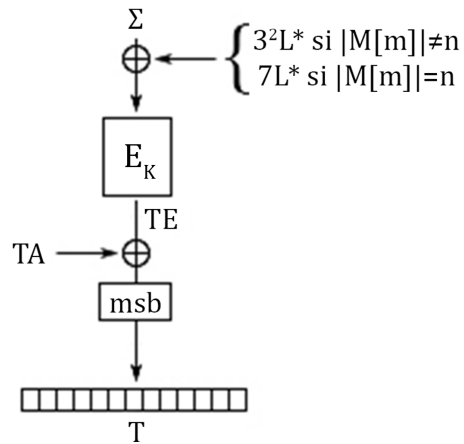 Σ
3²L* si |M[m]|≠n
7L* si |M[m]|=n
E_K
TE
TA
msb
T